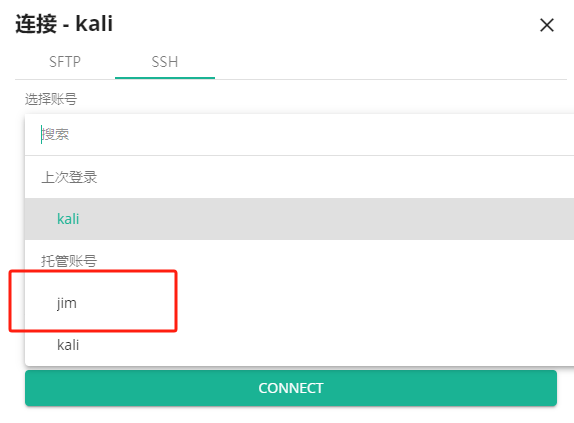 连接 - kali
SFTP SSH
选择账号
搜索
上次登录
kali
托管账号
jim
kali
CONNECT